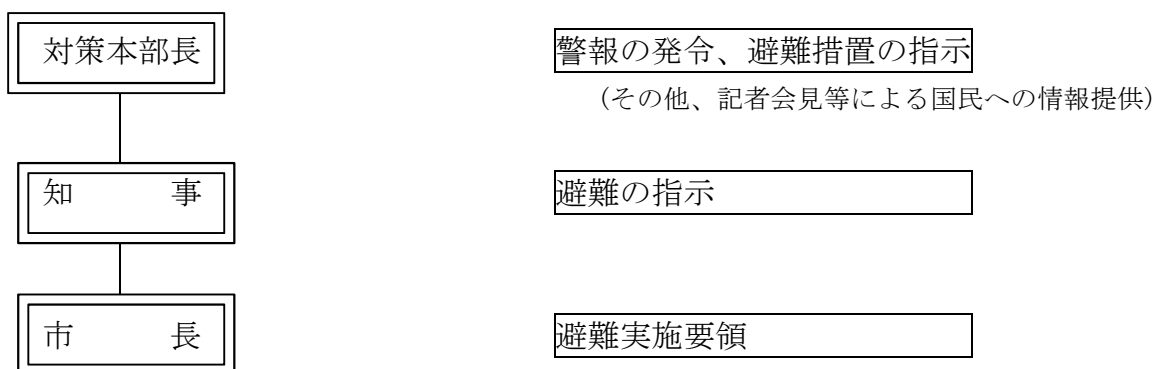 対策本部長 警報の発令、避難措置の指示
（その他、記者会見等による国民への情報提供）
知 事 避難の指示
市 長 避難実施要領